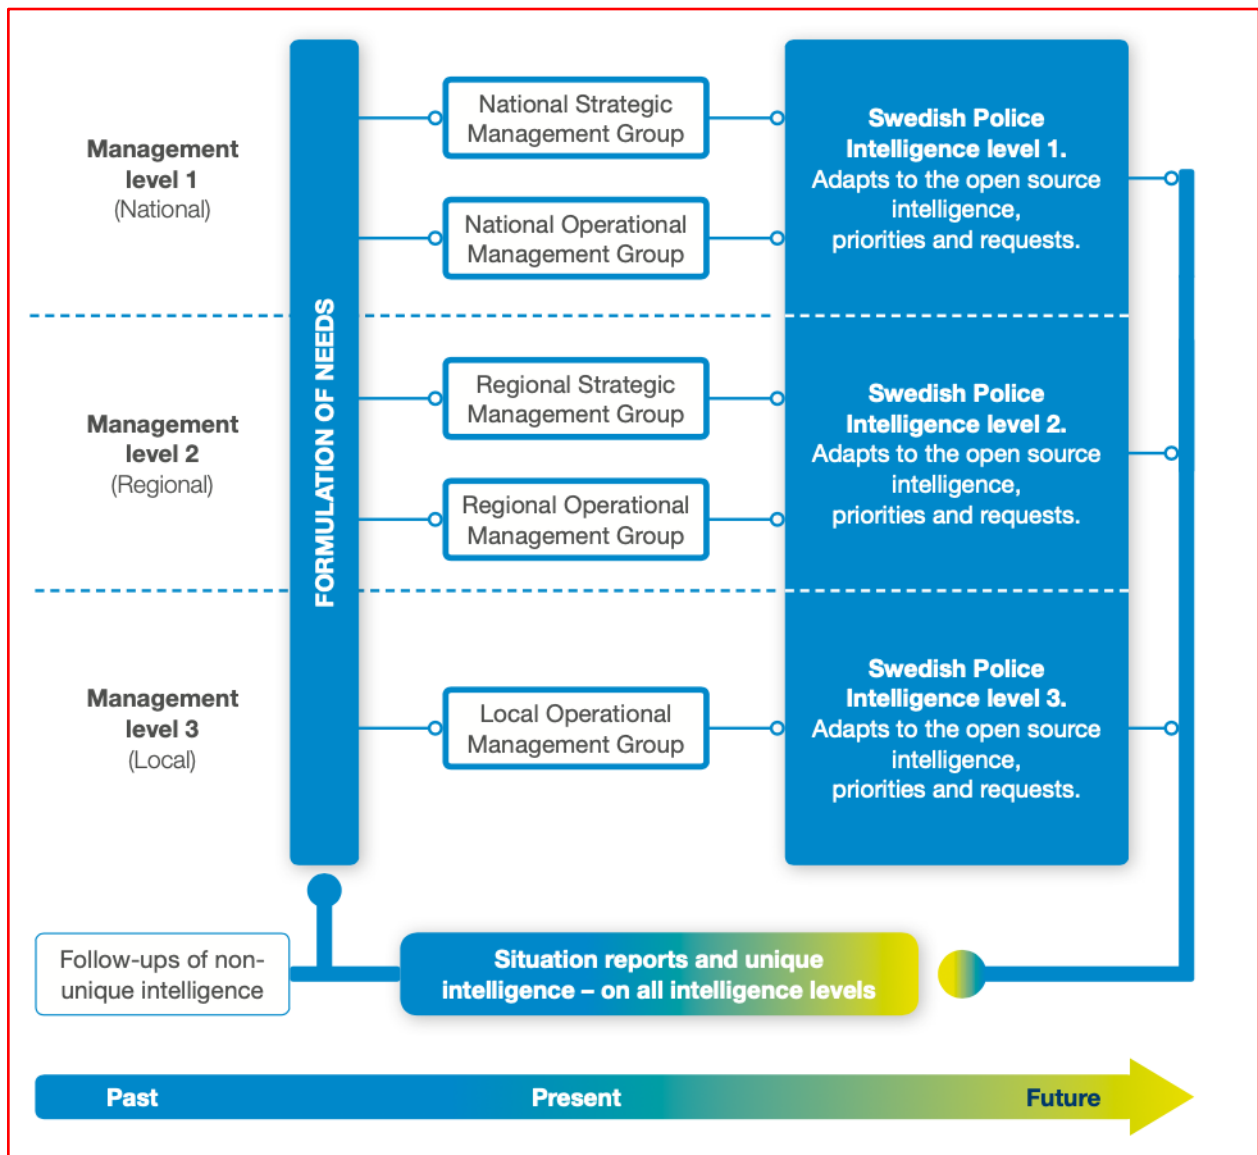 Management
level 1
(National)
FORMULATION OF NEEDS
National Strategic
Management Group
National Operational
Management Group
Swedish Police
Intelligence level 1.
Adapts to the open source
intelligence,
priorities and requests.
Management
level 2
(Regional)
Regional Strategic
Management Group
Regional Operational
Management Group
Swedish Police
Intelligence level 2.
Adapts to the open source
intelligence,
priorities and requests.
Management
level 3
(Local)
Local Operational
Management Group
Swedish Police
Intelligence level 3.
Adapts to the open source
intelligence,
priorities and requests.
Follow-ups of non-
unique intelligence
Situation reports and unique
intelligence – on all intelligence levels
Past
Present
Future